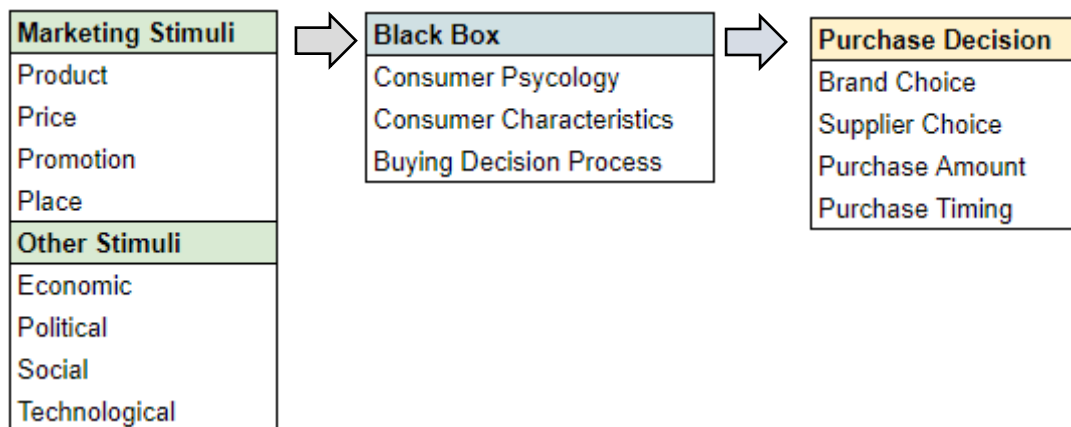 Marketing Stimuli
Product
Price
Promotion
Place
Other Stimuli
Economic
Political
Social
Technological
Black Box
Consumer Psycology
Consumer Characteristics
Buying Decision Process
Purchase Decision
Brand Choice
Supplier Choice
Purchase Amount
Purchase Timing